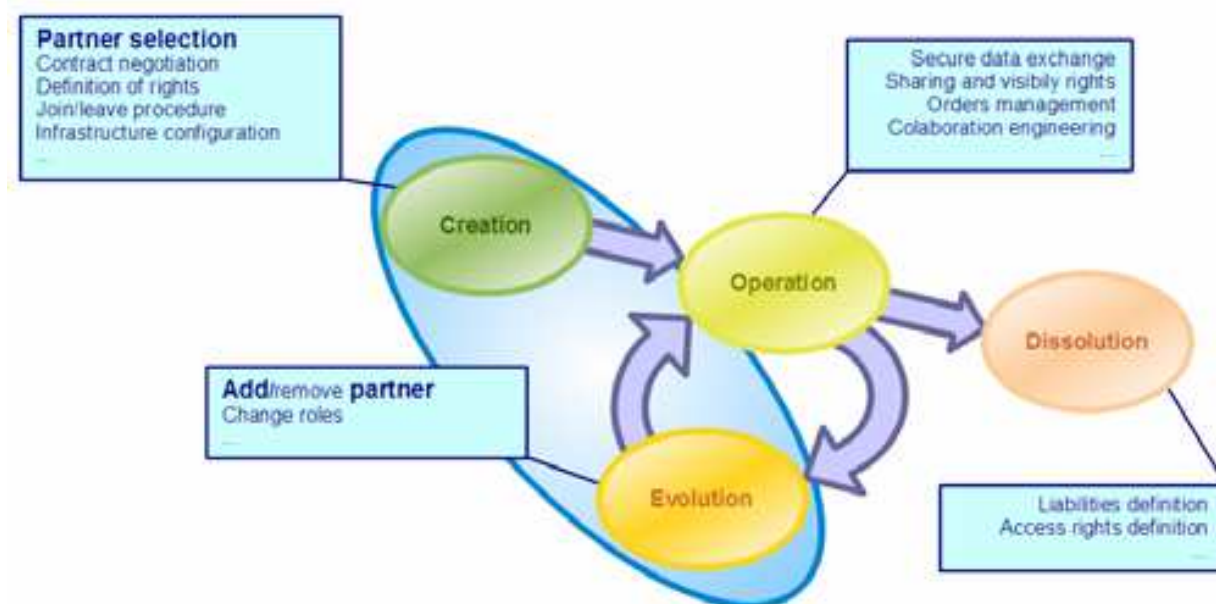 Partner selection
Contract negotiation
Definition of rights
Join/leave procedure
Infrastructure configuration
...
Secure data exchange
Sharing and visibily rights
Orders management
Colaboration engineering
....
Creation
Operation
Dissolution
Add/remove partner
Change roles
....
Evolution
Liabilities definition
Access rights definition
....